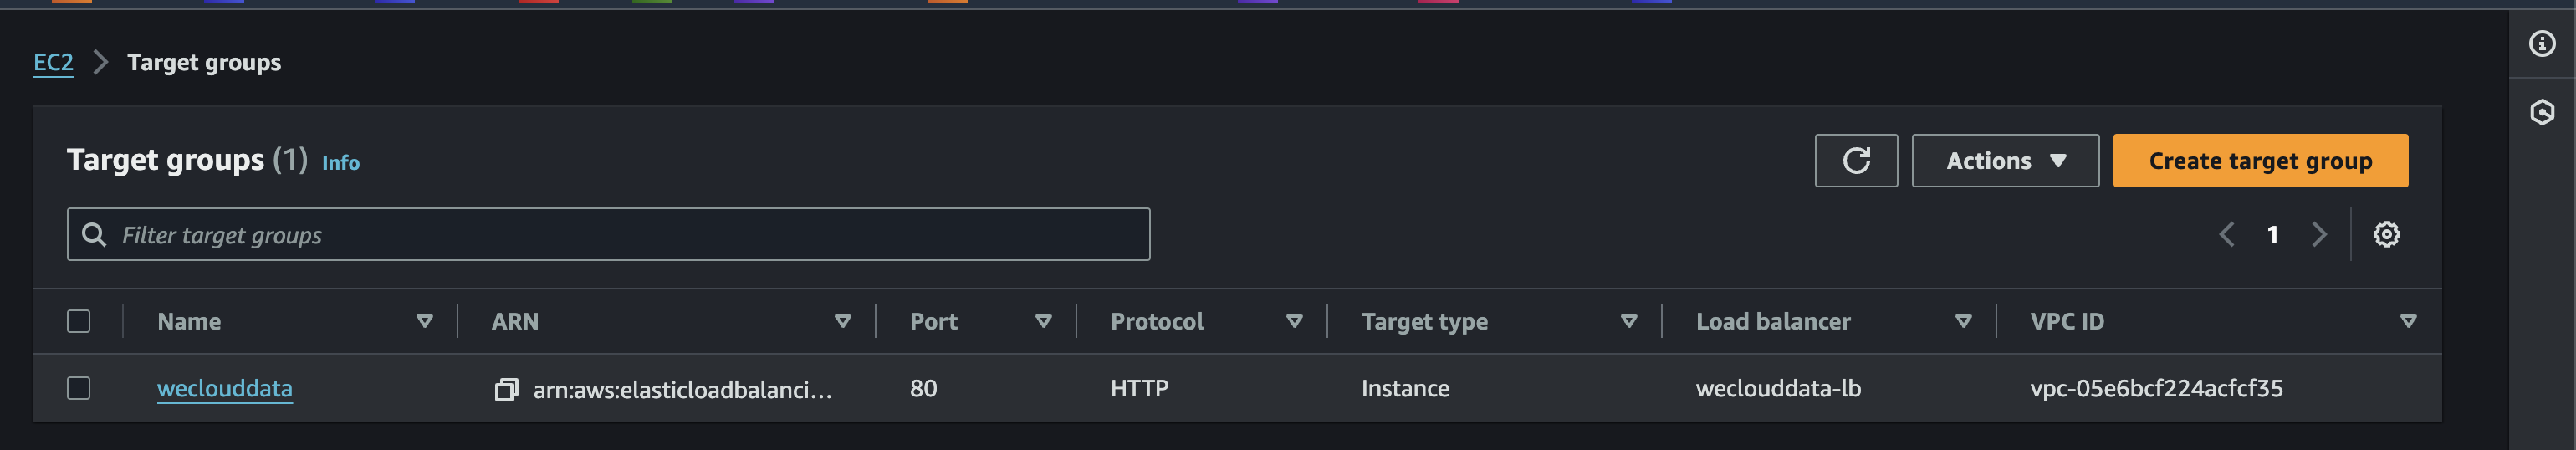 EC2 Target groups
Target groups (1) Info
Actions
Create target group
Filter target groups
1
Name ARN Port Protocol Target type Load balancer VPC ID
weclouddata arn:aws:elasticloadbalanci... 80 HTTP Instance weclouddata-lb vpc-05e6bcf224acfcf35